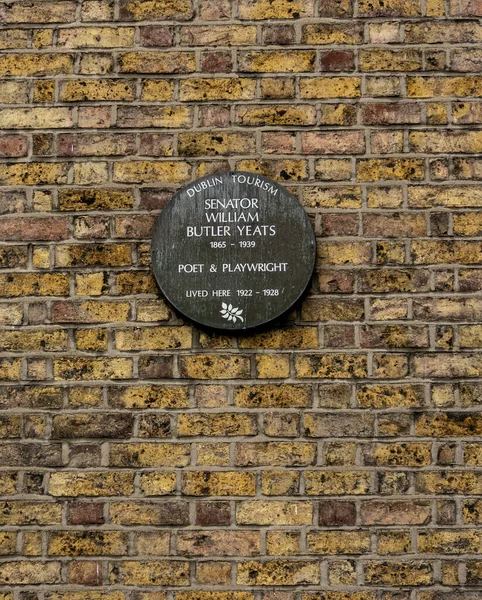 DUBLIN TOURISM
SENATOR
WILLIAM
BUTLER YEATS
1865 - 1939
POET & PLAYWRIGHT
LIVED HERE 1922 - 1928